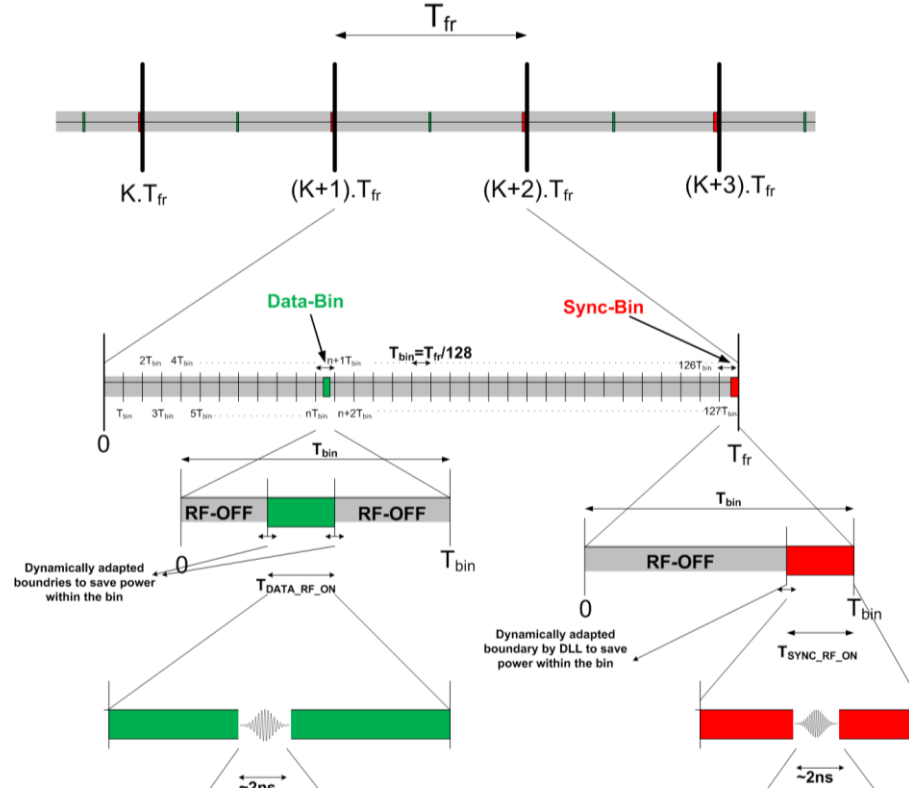 Tfr
K.Tfr
(K+1).Tfr
(K+2).Tfr
(K+3).Tfr
Data-Bin
Sync-Bin
2Tbin
4Tbin
n+1Tbin
Tbin=Tfr/128
126Tbin
Tbin
3Tbin
5Tbin
nTbin
n+2Tbin
127Tbin
0
Tfr
Tbin
RF-OFF
RF-OFF
0
Tbin
Dynamically adapted
boundries to save power
within the bin
TDATA_RF_ON
Tbin
RF-OFF
0
Tbin
Dynamically adapted
boundary by DLL to save
power within the bin
TSYNC_RF_ON
~2ns
~2ns